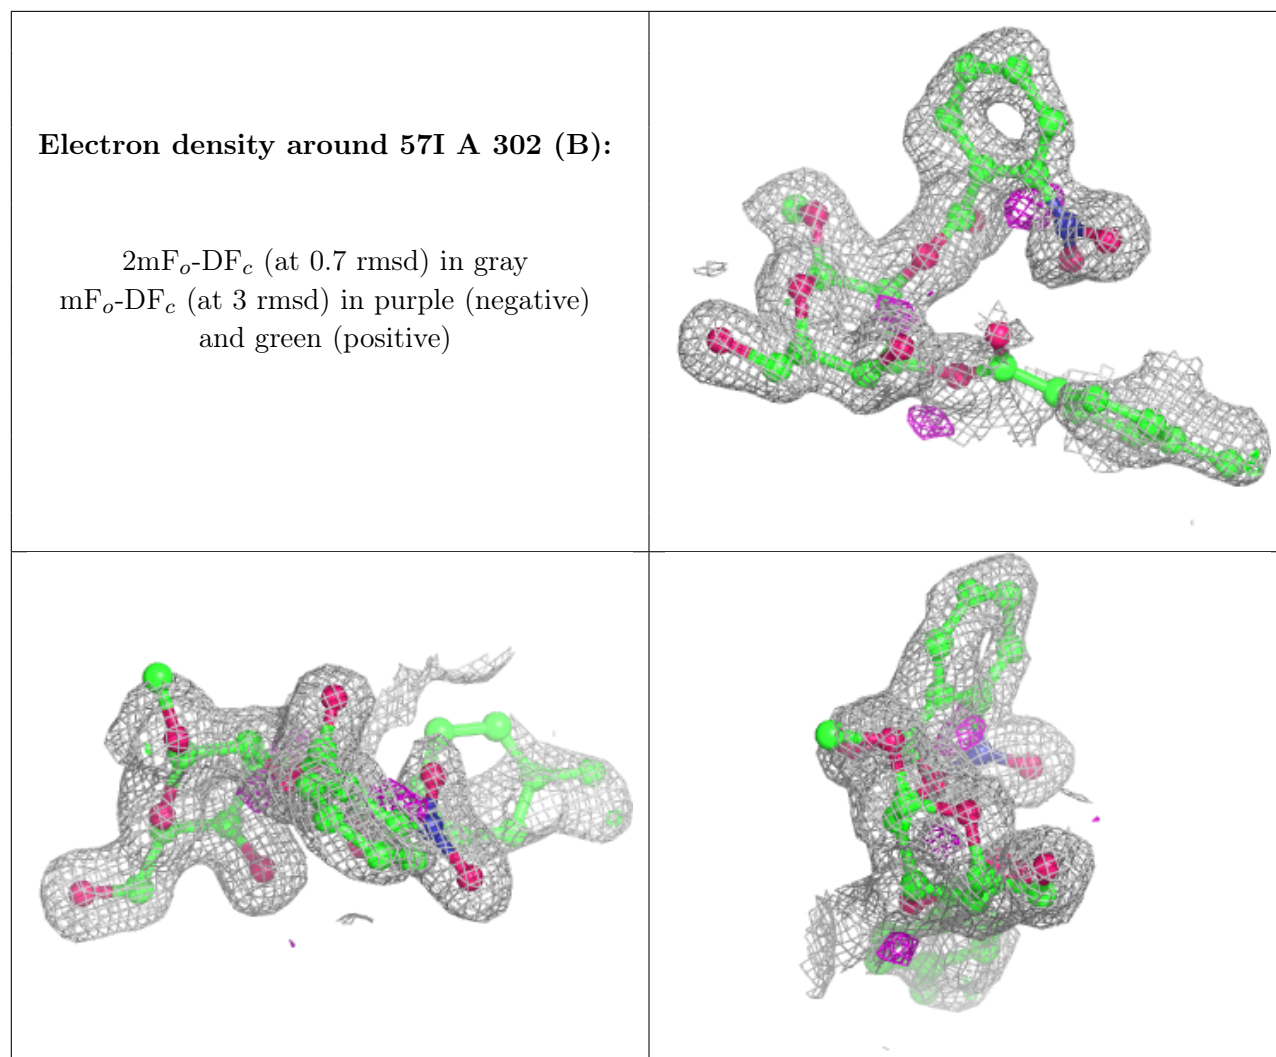 Electron density around 57I A 302 (B):
2mFₒ-DF𝒸 (at 0.7 rmsd) in gray
mFₒ-DF𝒸 (at 3 rmsd) in purple (negative)
and green (positive)